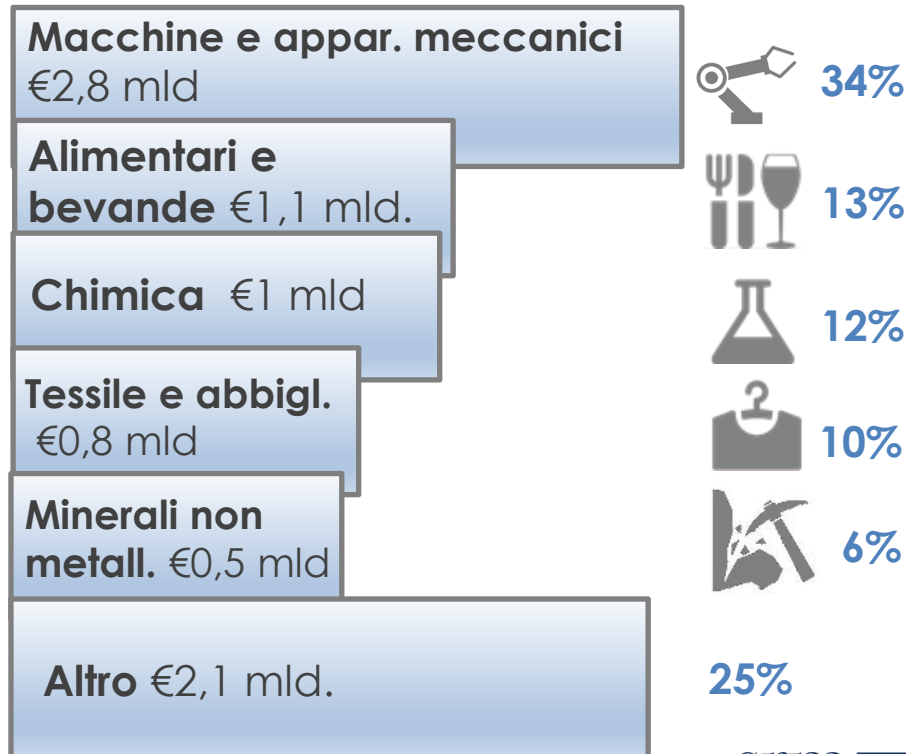 Macchine e appar. meccanici
€2,8 mld
34%
Alimentari e
bevande €1,1 mld.
13%
Chimica €1 mld
12%
Tessile e abbigl.
€0,8 mld
10%
Minerali non
metall. €0,5 mld
6%
Altro €2,1 mld.
25%